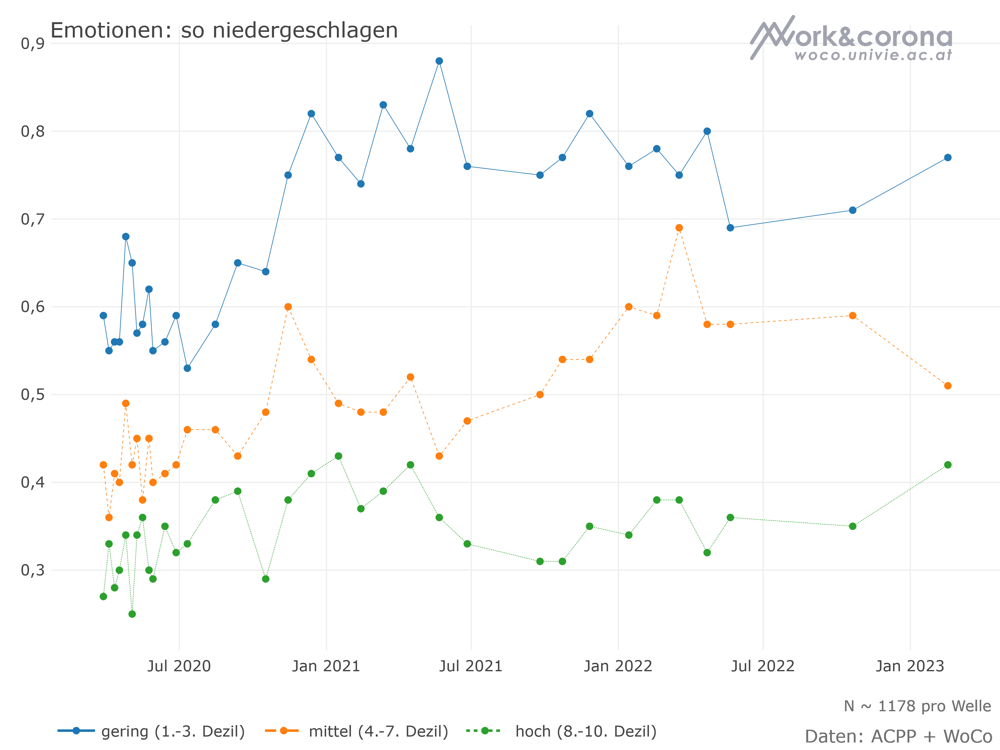 Emotionen: so niedergeschlagen
Work&corona
woco.univie.ac.at
0,9
0,8
0,7
0,6
0,5
0,4
0,3
Jul 2020 Jan 2021 Jul 2021 Jan 2022 Jul 2022 Jan 2023
N ~ 1178 pro Welle
gering (1.-3. Dezil) mittel (4.-7. Dezil) hoch (8.-10. Dezil)
Daten: ACPP + WoCo